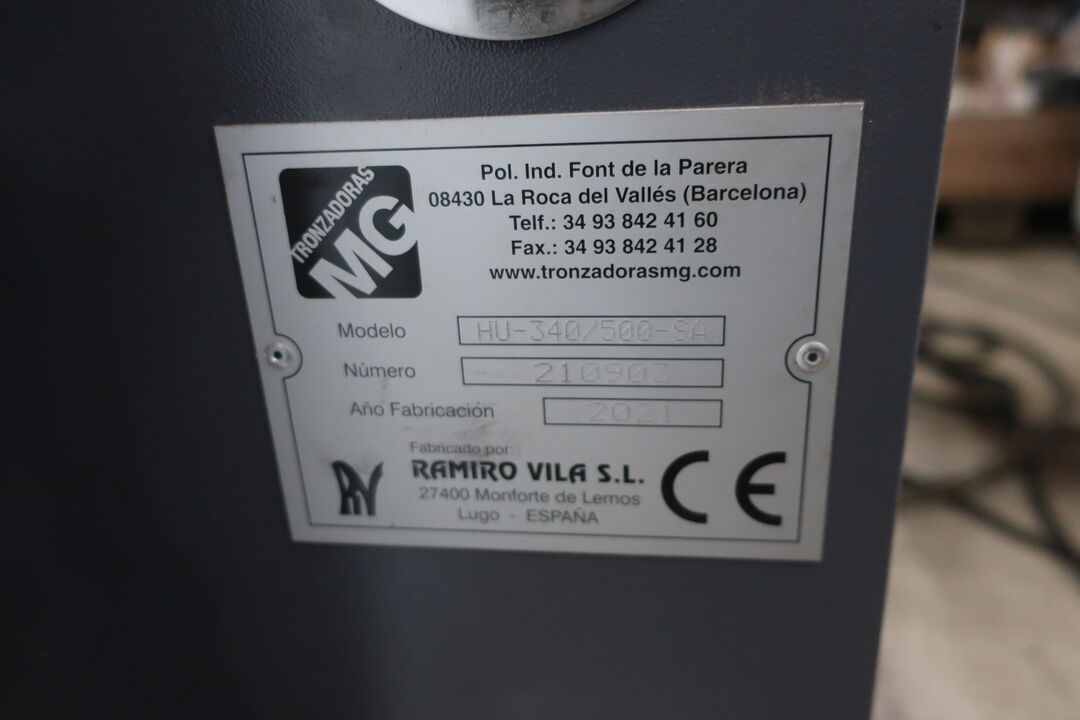 TRONZADORAS
MG
Pol. Ind. Font de la Parera
08430 La Roca del Vallés (Barcelona)
Telf.: 34 93 842 41 60
Fax.: 34 93 842 41 28
www.tronzadorasmg.com
Modelo HU-340/500-SA
Número 210903
Año Fabricación 2021
Fabricado por:
RV RAMIRO VILA S.L.
27400 Monforte de Lemos
Lugo - ESPAÑA
CE